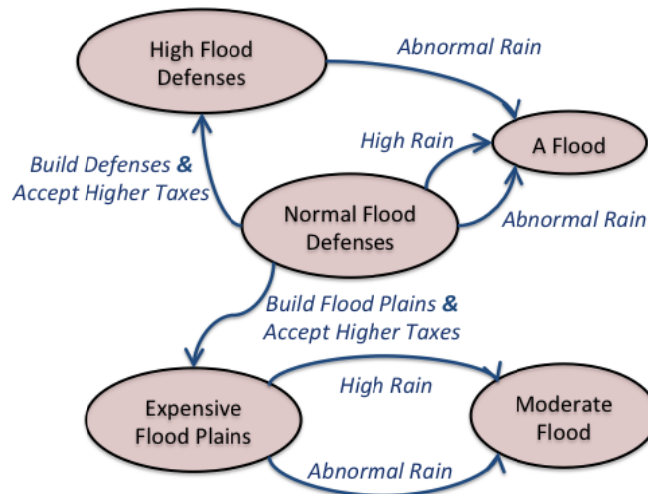 High Flood
Defenses
Abnormal Rain
High Rain
A Flood
Build Defenses &
Accept Higher Taxes
Normal Flood
Defenses
Abnormal Rain
Build Flood Plains &
Accept Higher Taxes
High Rain
Expensive
Flood Plains
Moderate
Flood
Abnormal Rain